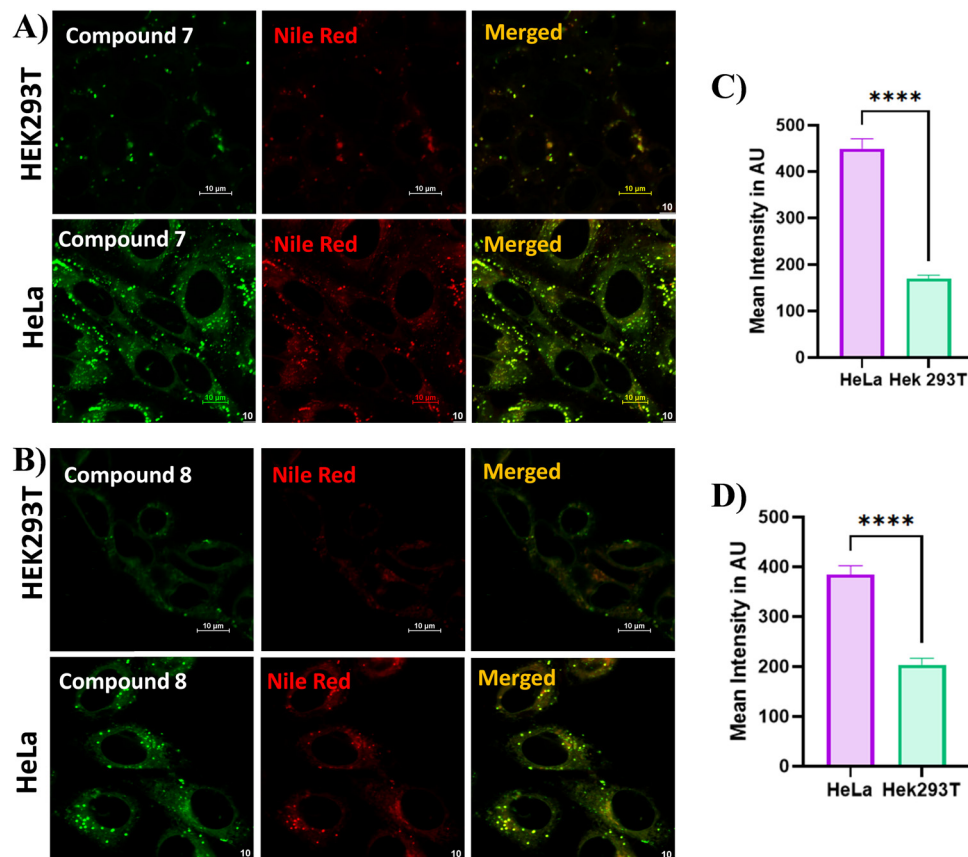 A)
HEK293T
Compound 7
Nile Red
Merged
10 µm
10 µm
10 µm
10
HeLa
Compound 7
Nile Red
Merged
10 µm
10 µm
10 µm
10
10
10
B)
HEK293T
Compound 8
Nile Red
Merged
10 µm
10 µm
10 µm
HeLa
Compound 8
Nile Red
Merged
10
10
10
C)
****
Mean Intensity in AU
500
400
300
200
100
0
HeLa Hek 293T
D)
****
Mean Intensity in AU
500
400
300
200
100
0
HeLa Hek293T